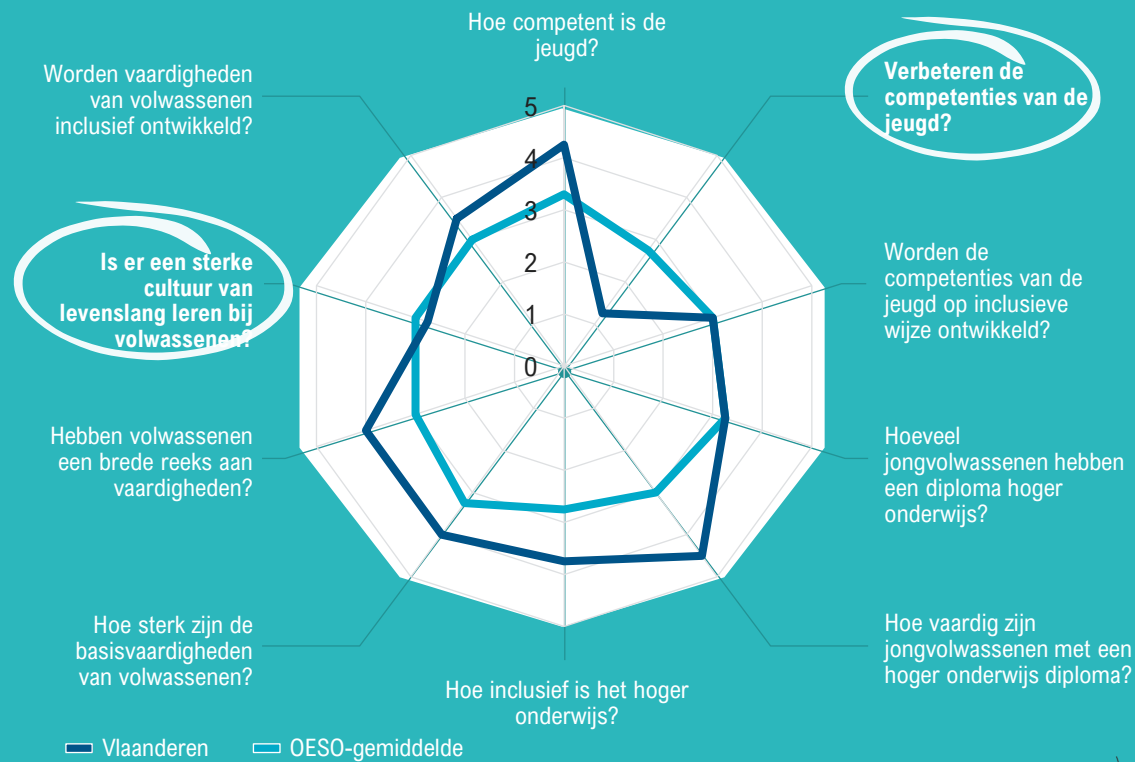 Hoe competent is de
jeugd?
Verbeteren de
competenties van de
jeugd?
Worden de
competenties van de
jeugd op inclusieve
wijze ontwikkeld?
Hoeveel
jongvolwassenen hebben
een diploma hoger
onderwijs?
Hoe vaardig zijn
jongvolwassenen met een
hoger onderwijs diploma?
Hoe inclusief is het hoger
onderwijs?
Hoe sterk zijn de
basisvaardigheden
van volwassenen?
Hebben volwassenen
een brede reeks aan
vaardigheden?
Is er een sterke
cultuur van
levenslang leren bij
volwassenen?
Worden vaardigheden
van volwassenen
inclusief ontwikkeld?
5
4
3
2
1
0
Vlaanderen
OESO-gemiddelde